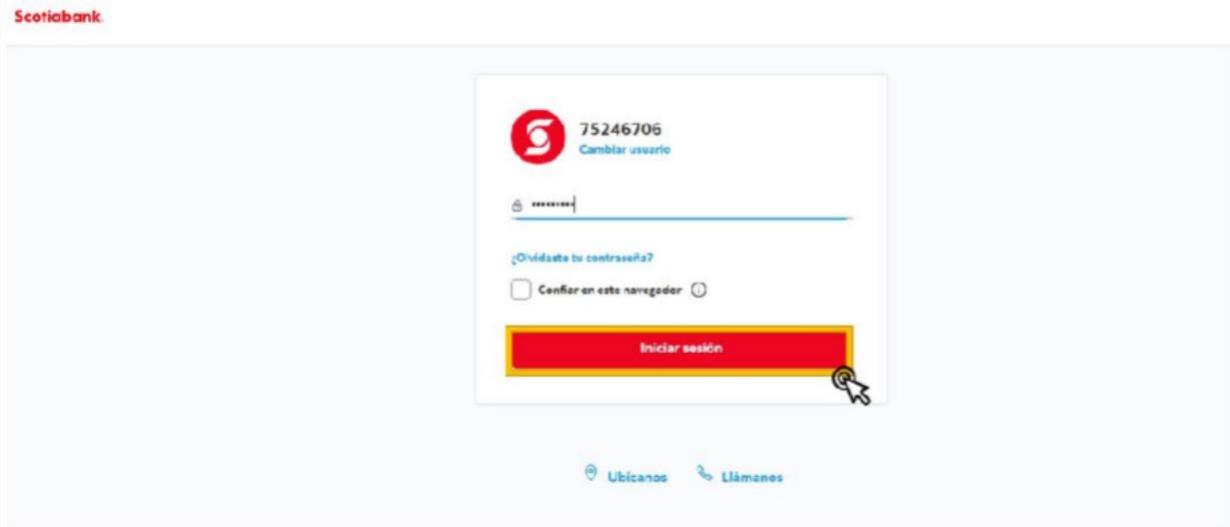 Scotiabank.
75246706
Cambiar usuario
¿Olvidaste tu contraseña?
Confiar en este navegador
Iniciar sesión
Ubícanos
Llámanos